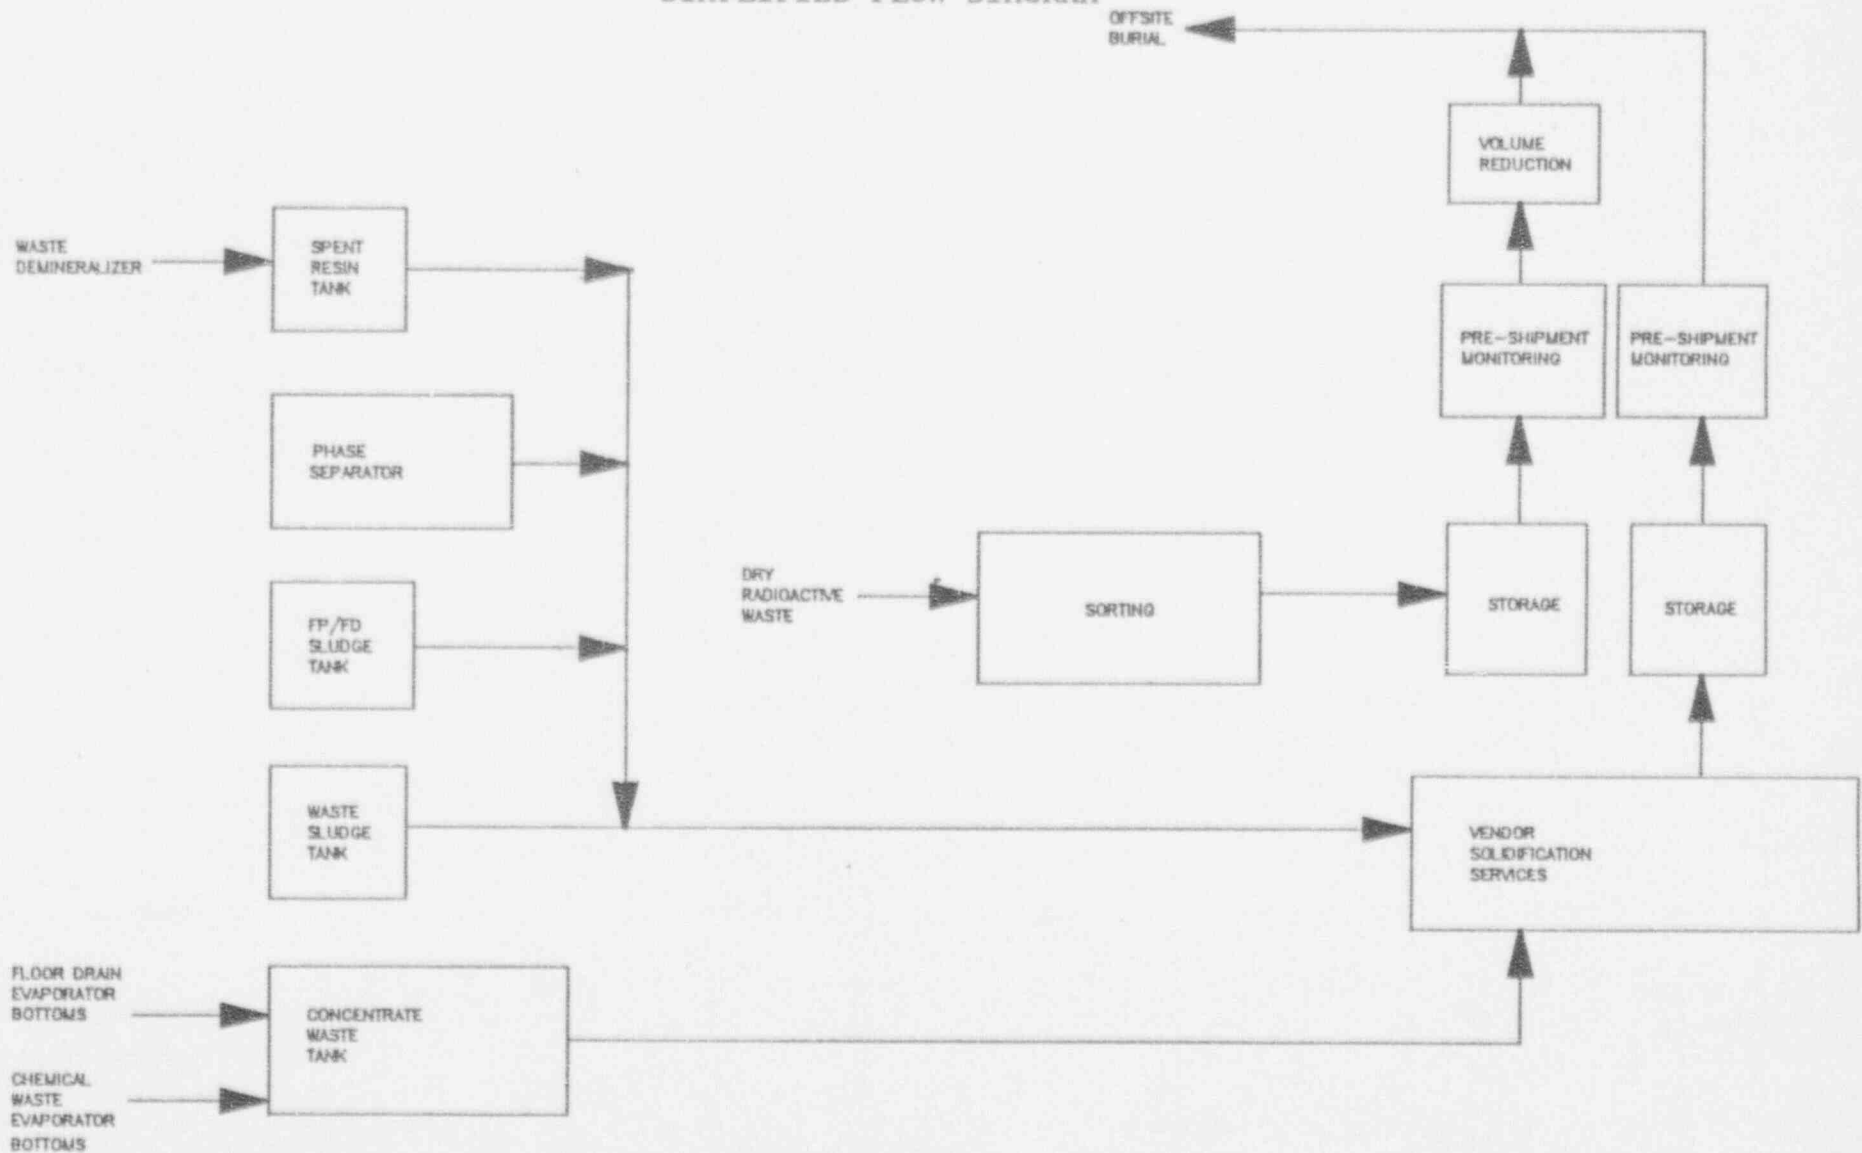 OFFSITE
BURIAL
VOLUME
REDUCTION
WASTE
DEMINERALIZER
SPENT
RESIN
TANK
PRE-SHIPMENT
MONITORING
PRE-SHIPMENT
MONITORING
PHASE
SEPARATOR
DRY
RADIOACTIVE
WASTE
SORTING
STORAGE
STORAGE
FP/FD
SLUDGE
TANK
WASTE
SLUDGE
TANK
VENDOR
SOLIDIFICATION
SERVICES
FLOOR DRAIN
EVAPORATOR
BOTTOMS
CONCENTRATE
WASTE
TANK
CHEMICAL
WASTE
EVAPORATOR
BOTTOMS